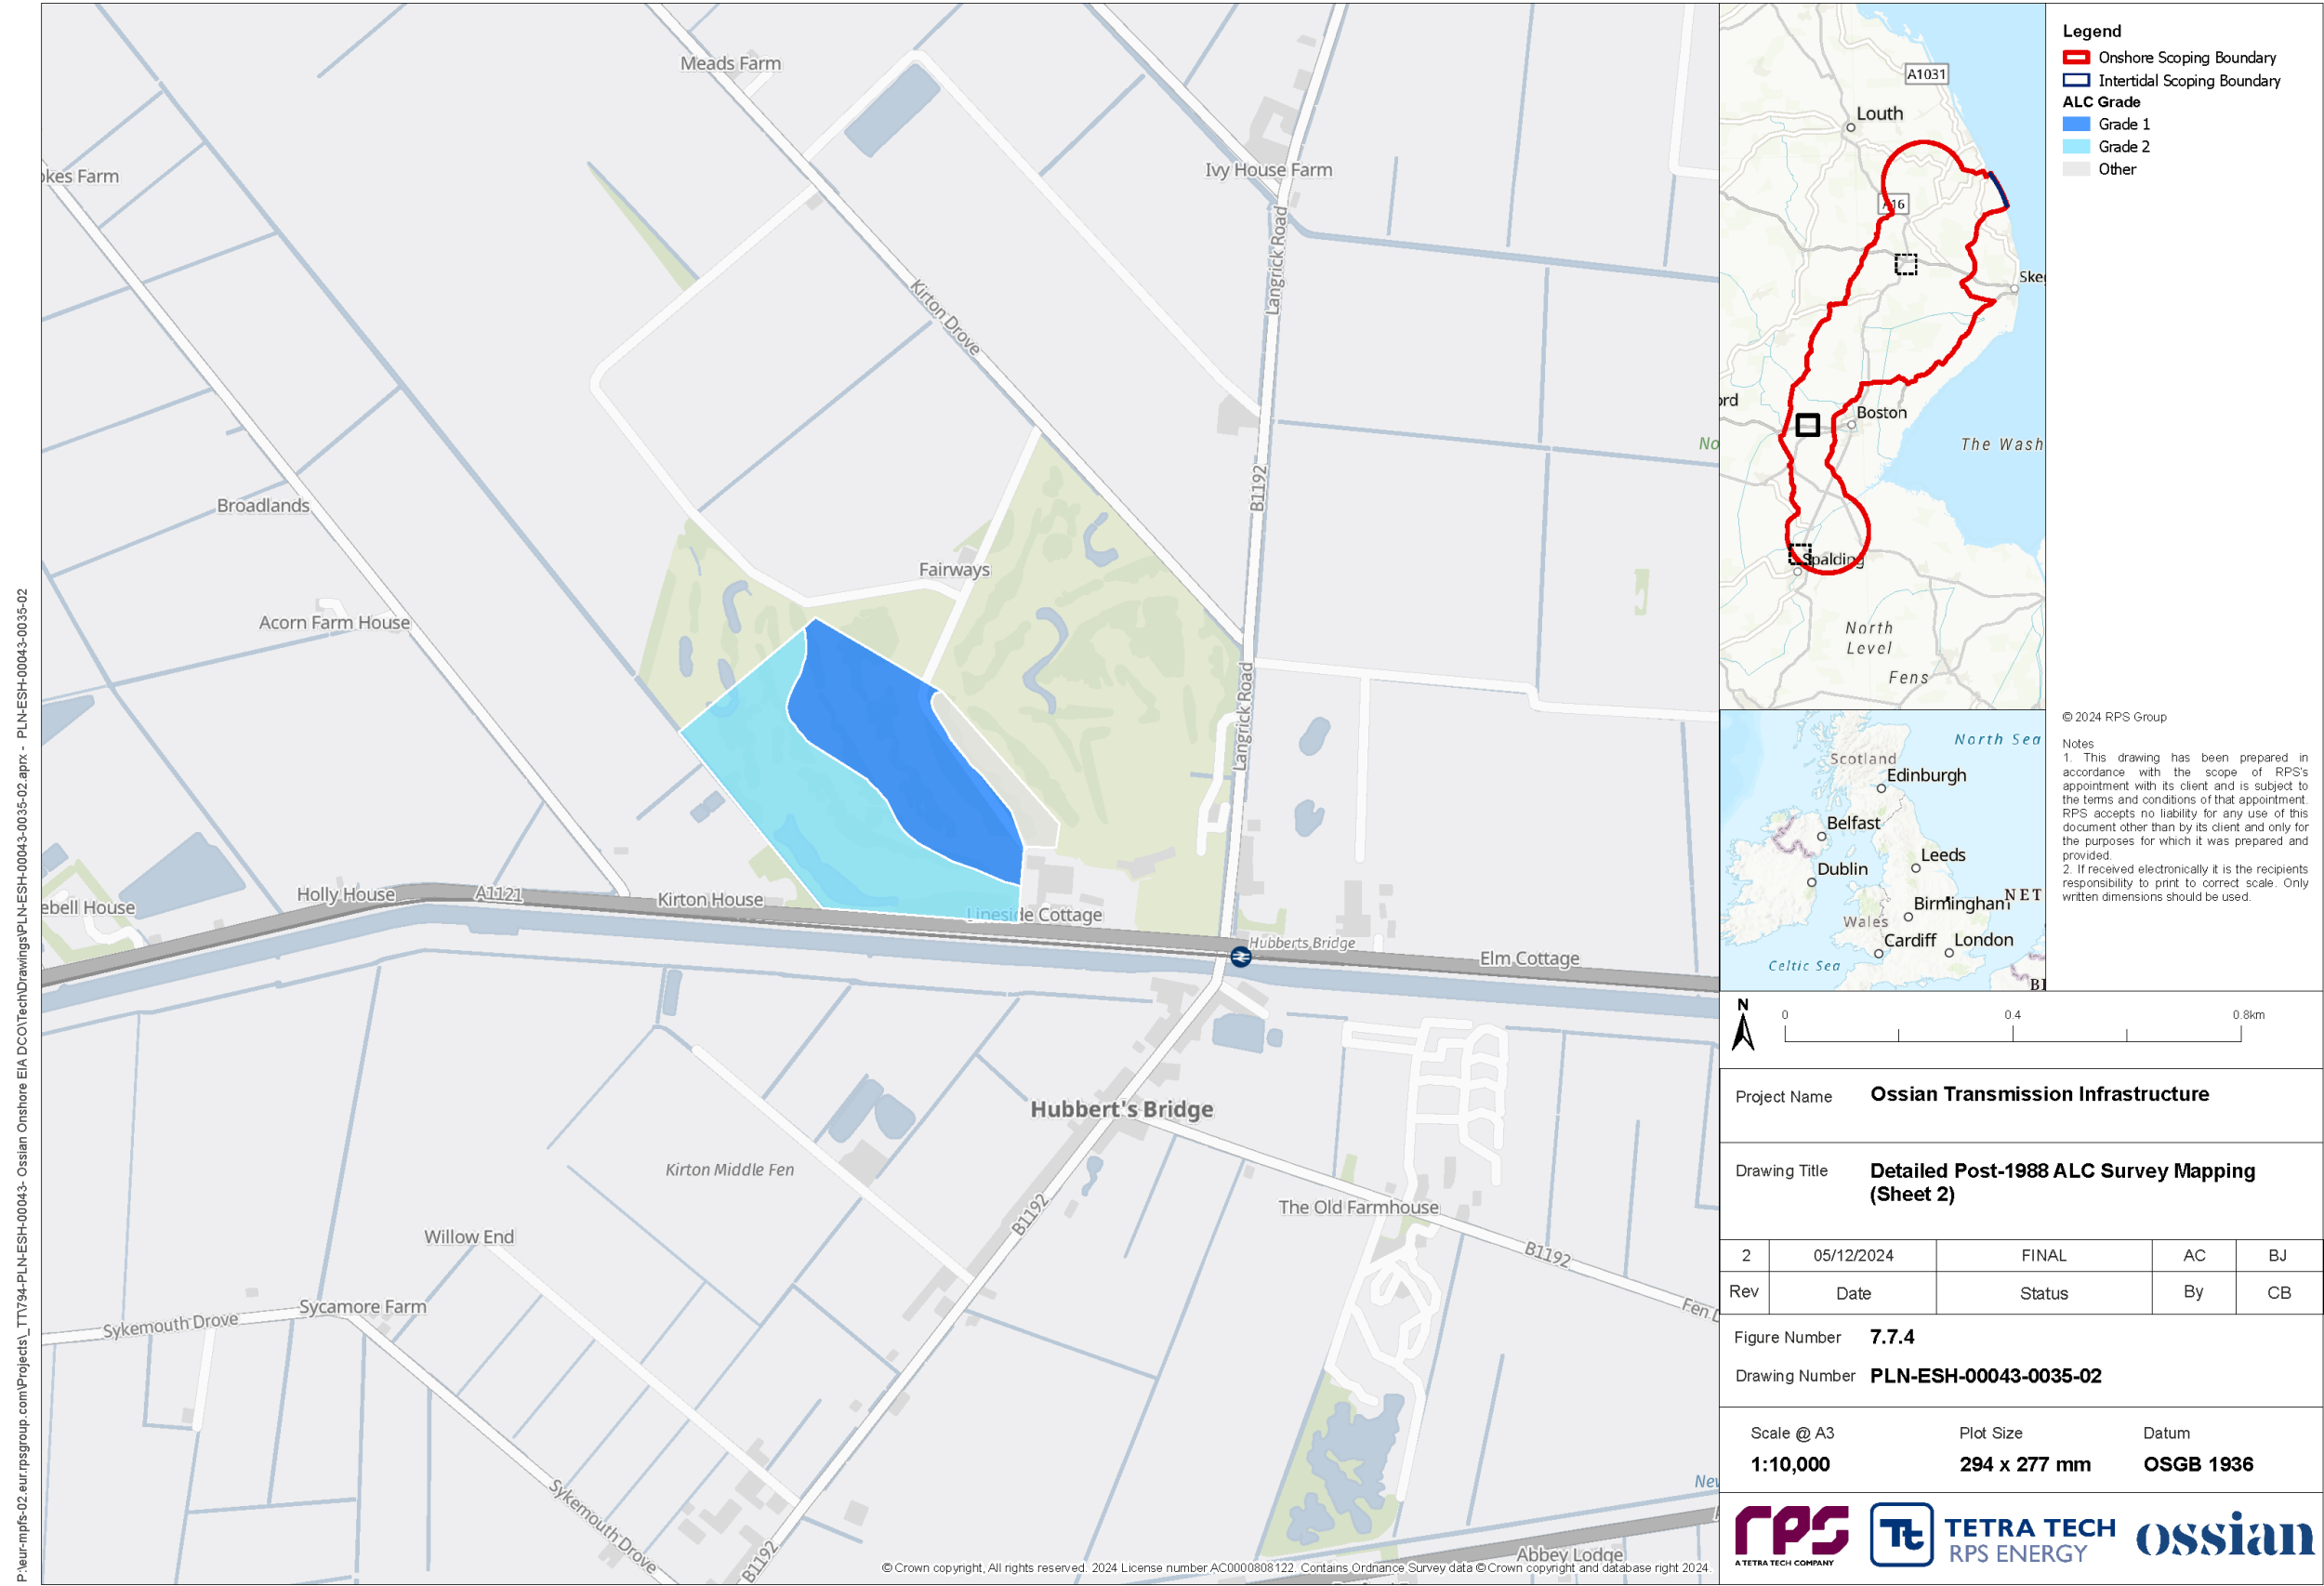 Meads Farm
Ivy House Farm
Langrick Road
Kirton Drove
Broadlands
B1192
Acorn Farm House
Fairways
Langrick Road
Holly House
A1121
Kirton House
Lineside Cottage
Hubberts Bridge
Elm Cottage
Hubbert's Bridge
Kirton Middle Fen
B1192
The Old Farmhouse
Willow End
B1192
Sycamore Farm
Sykemouth Drove
Sykemouth Drove
B1192
Abbey Lodge
© Crown copyright, All rights reserved. 2024 License number AC0000808122. Contains Ordnance Survey data © Crown copyright and database right 2024.
P:\eur-mpfs-02.eur.rpsgroup.com\Projects\_TT\794-PLN-ESH-00043- Ossian Onshore EIA DCO\Tech\Drawings\PLN-ESH-00043-0035-02.aprx - PLN-ESH-00043-0035-02
A1031
Louth
A16
Boston
The Wash
Spalding
North
Level
Fens
Legend
Onshore Scoping Boundary
Intertidal Scoping Boundary
ALC Grade
Grade 1
Grade 2
Other
North Sea
Scotland
Edinburgh
Belfast
Dublin
Leeds
Birmingham
NET
Wales
Cardiff
London
Celtic Sea
© 2024 RPS Group
Notes
1. This drawing has been prepared in
accordance with the scope of RPS's
appointment with its client and is subject to
the terms and conditions of that appointment.
RPS accepts no liability for any use of this
document other than by its client and only for
the purposes for which it was prepared and
provided.
2. If received electronically it is the recipients
responsibility to print to correct scale. Only
written dimensions should be used.
N
0 0.4 0.8km
Project Name Ossian Transmission Infrastructure
Drawing Title Detailed Post-1988 ALC Survey Mapping
(Sheet 2)
2 05/12/2024 FINAL AC BJ
Rev Date Status By CB
Figure Number 7.7.4
Drawing Number PLN-ESH-00043-0035-02
Scale @ A3 Plot Size Datum
1:10,000 294 x 277 mm OSGB 1936
rps
A TETRA TECH COMPANY
Tt
TETRA TECH
RPS ENERGY
ossian